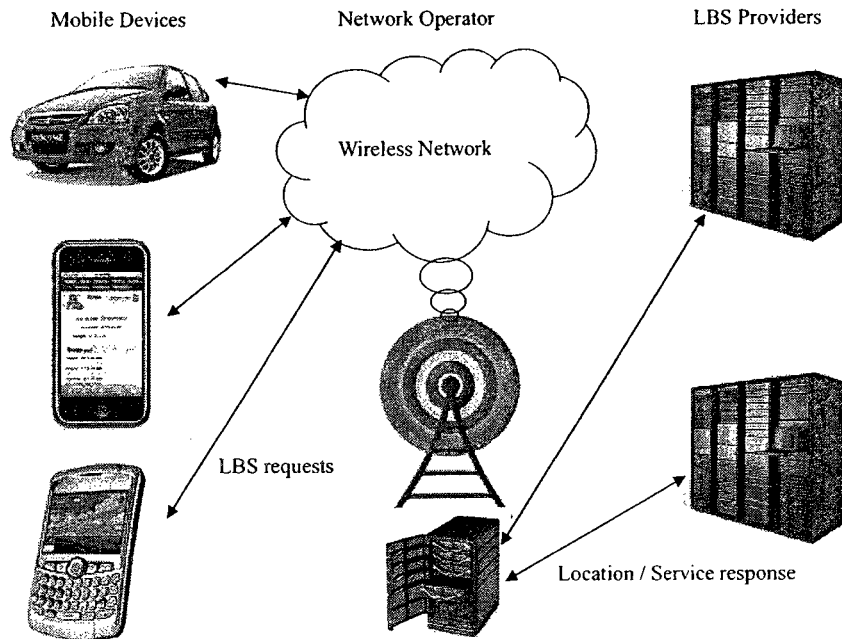 Mobile Devices
Network Operator
LBS Providers
Wireless Network
LBS requests
Location / Service response